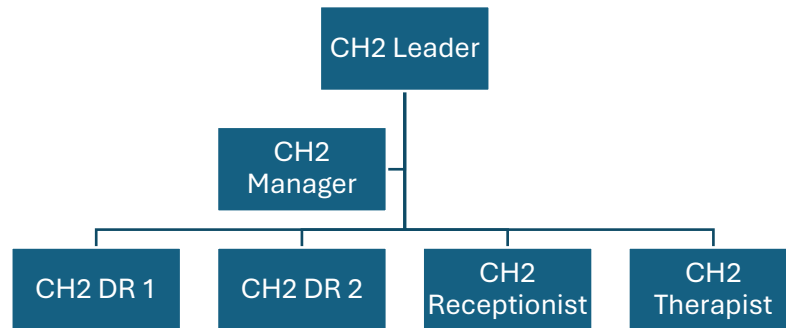 CH2 Leader
CH2
Manager
CH2 DR 1
CH2 DR 2
CH2
Receptionist
CH2
Therapist